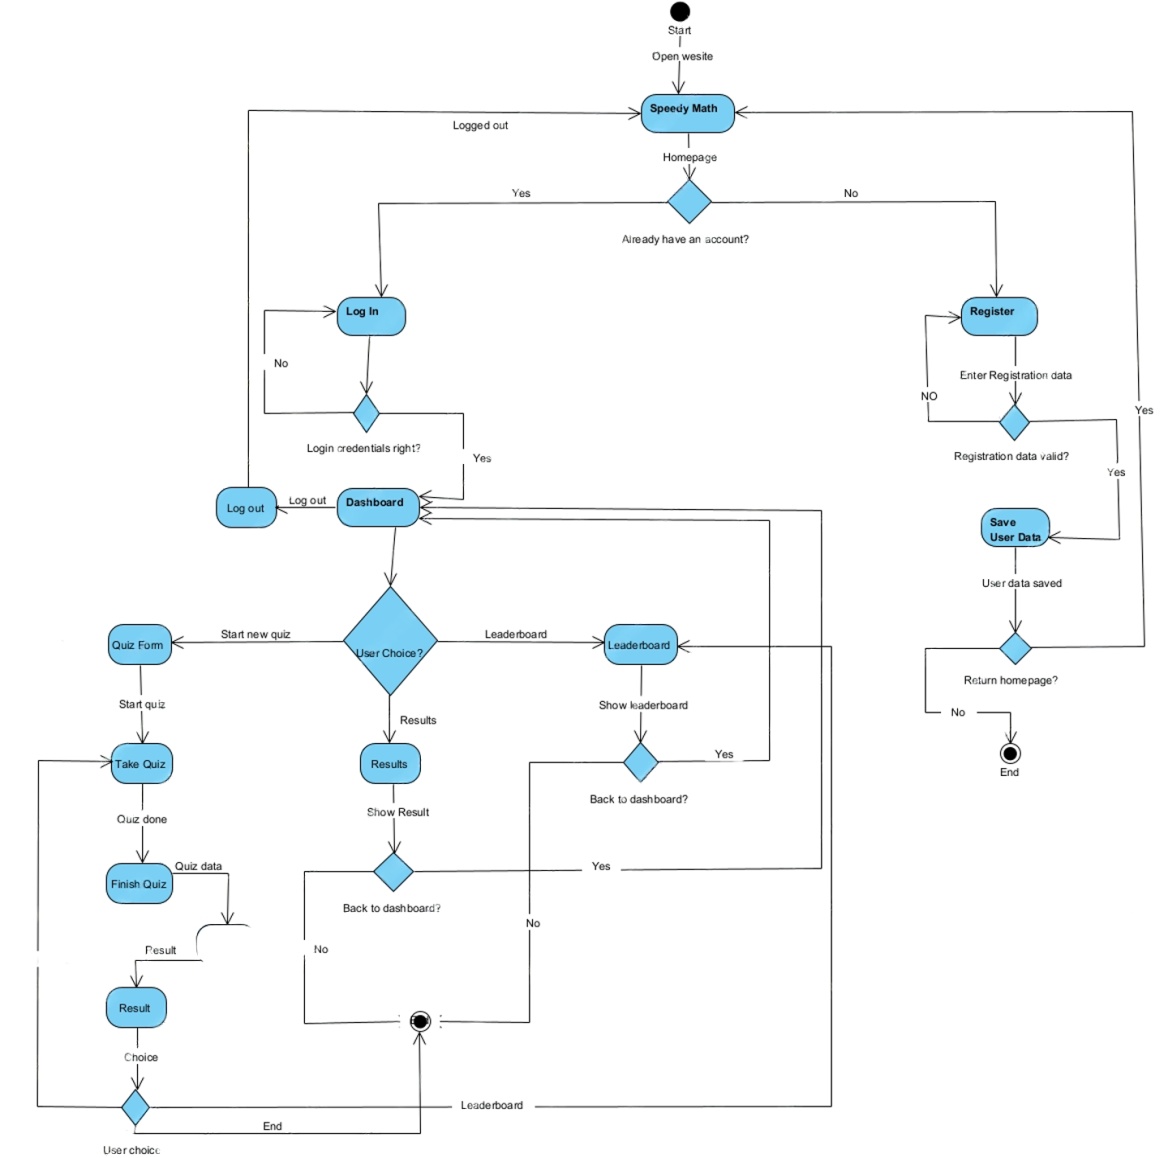 Start
Open wesite
Speedy Math
Logged out
Homepage
Yes
No
Already have an account?
Log In
Register
No
Enter Registration data
NO
Yes
Login credentials right?
Registration data valid?
Yes
Yes
Log out
Log out
Dashboard
Save
User Data
User data saved
Start new quiz
Leaderboard
Quiz Form
User Choice?
Leaderboard
Return homepage?
Start quiz
Show leaderboard
Results
No
Take Quiz
Results
Yes
End
Back to dashboard?
Quiz done
Show Result
Quiz data
Yes
Finish Quiz
Back to dashboard?
No
Result
No
Result
Choice
Leaderboard
End
User choice